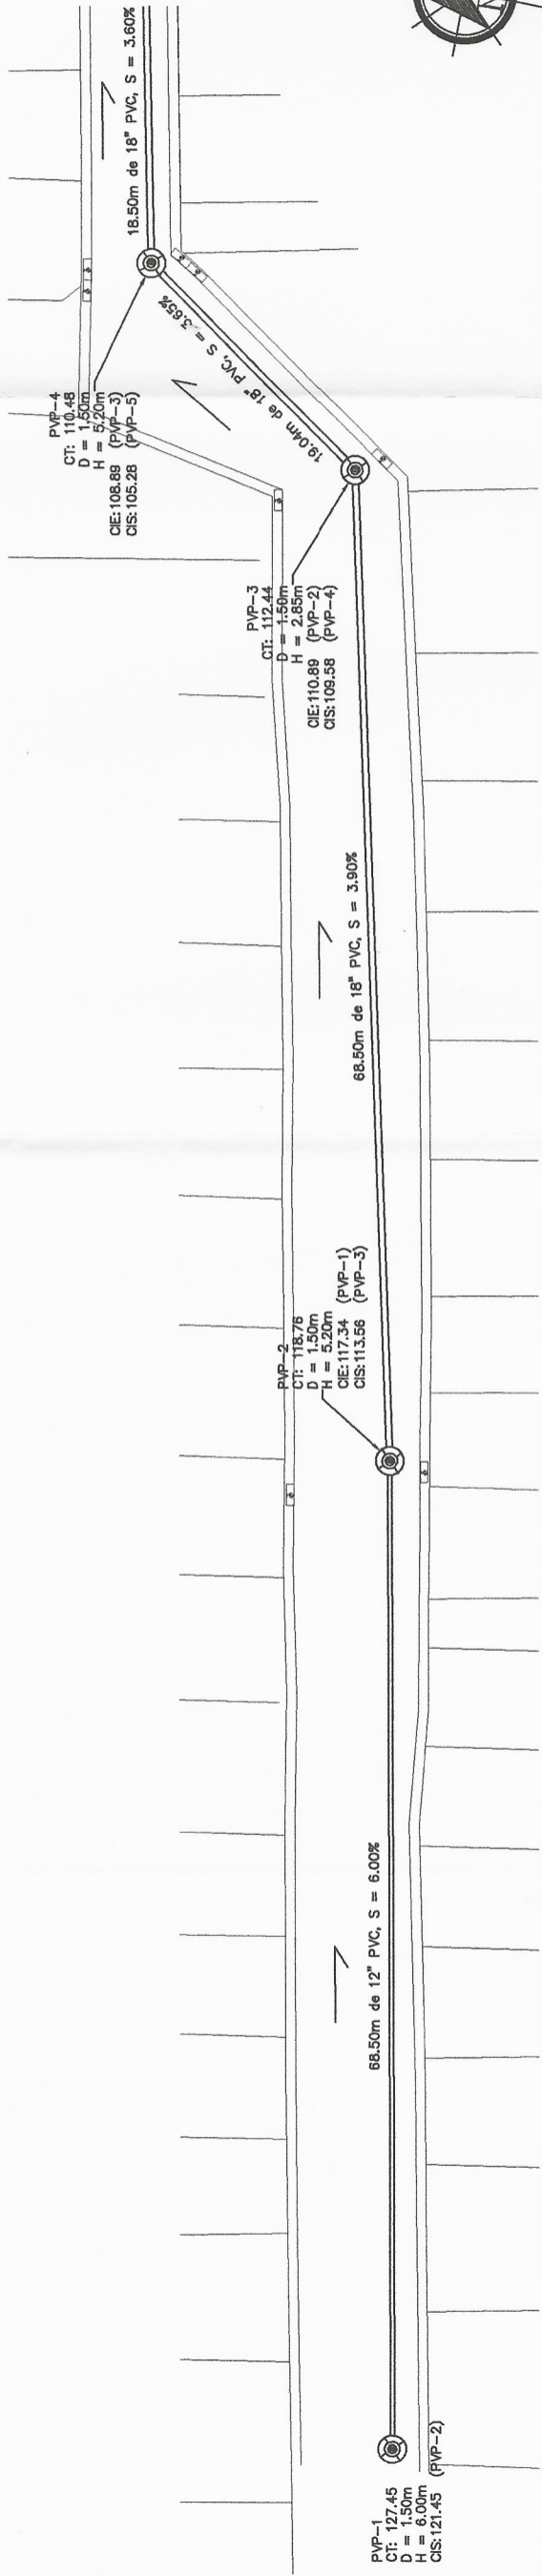 18.50m de 18" PVC, S = 3.60%
PVP-4
CT: 110.48
D = 1.50m
H = 5.20m
CIE:108.89 (PVP-3)
CIS:105.28 (PVP-5)
19.04m de 18" PVC, S = 3.65%
PVP-3
CT: 112.44
D = 1.50m
H = 2.85m
CIE:110.89 (PVP-2)
CIS:109.58 (PVP-4)
68.50m de 18" PVC, S = 3.90%
PVP-2
CT: 118.76
D = 1.50m
H = 5.20m
CIE:117.34 (PVP-1)
CIS:113.56 (PVP-3)
68.50m de 12" PVC, S = 6.00%
PVP-1
CT: 127.45
D = 1.50m
H = 6.00m
CIS:121.45 (PVP-2)